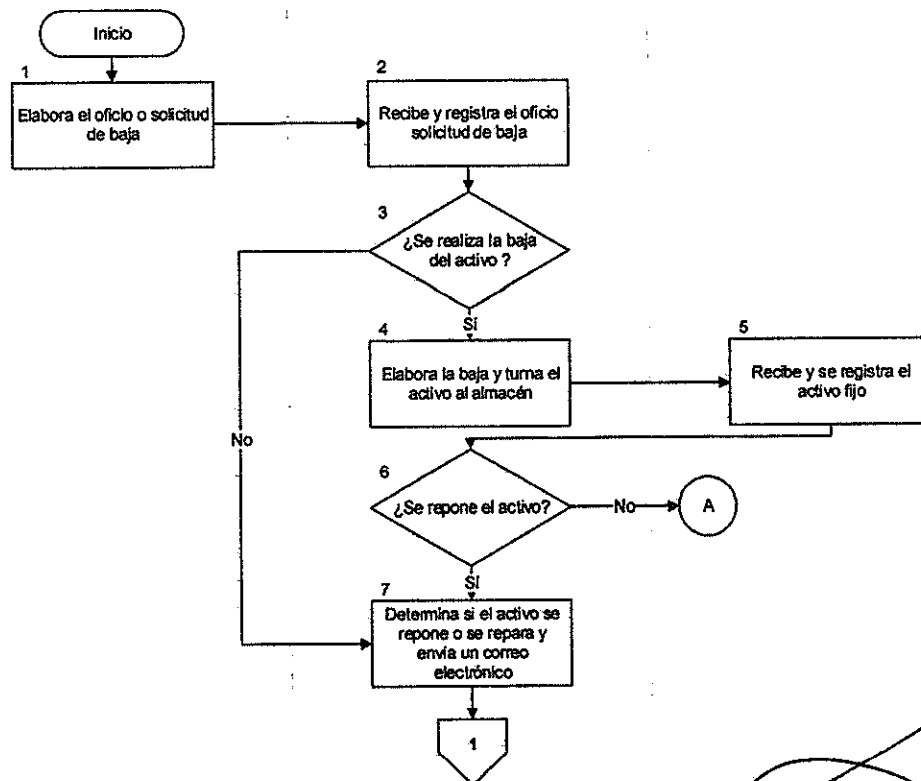 Inicio
1
Elabora el oficio o solicitud
de baja
2
Recibe y registra el oficio
solicitud de baja
3
¿Se realiza la baja
del activo ?
No
Sí
4
Elabora la baja y turna el
activo al almacén
5
Recibe y se registra el
activo fijo
6
¿Se repone el activo?
No
A
Sí
7
Determina si el activo se
repone o se repara y
envía un correo
electrónico
1